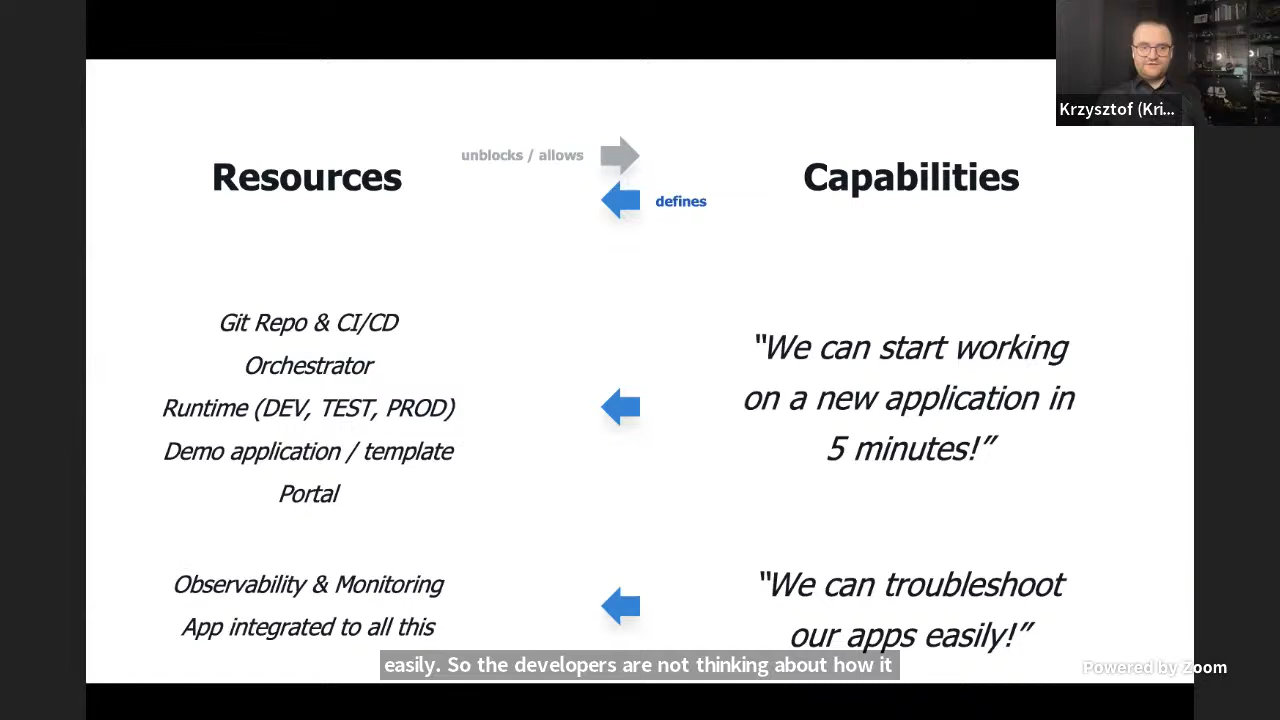 Krzysztof (Kri...
unblocks / allows
Resources
Capabilities
defines
Git Repo & CI/CD
Orchestrator
Runtime (DEV, TEST, PROD)
Demo application / template
Portal
“We can start working
on a new application in
5 minutes!”
Observability & Monitoring
App integrated to all this
“We can troubleshoot
our apps easily!”
easily. So the developers are not thinking about how it
Powered by Zoom